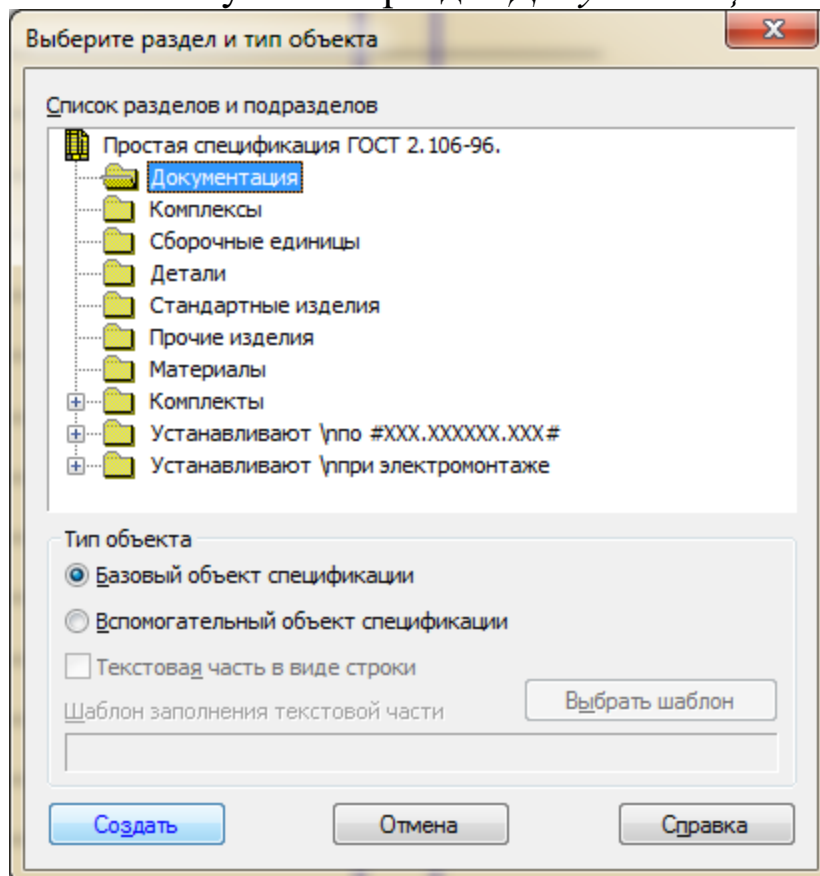 Выберите раздел и тип объекта
Список разделов и подразделов
Простая спецификация ГОСТ 2.106-96.
Документация
Комплексы
Сборочные единицы
Детали
Стандартные изделия
Прочие изделия
Материалы
Комплекты
Устанавливают \nпо #XXX.XXXXXX.XXX#
Устанавливают \nпри электромонтаже
Тип объекта
Базовый объект спецификации
Вспомогательный объект спецификации
Текстовая часть в виде строки
Шаблон заполнения текстовой части
Выбрать шаблон
Создать Отмена Справка